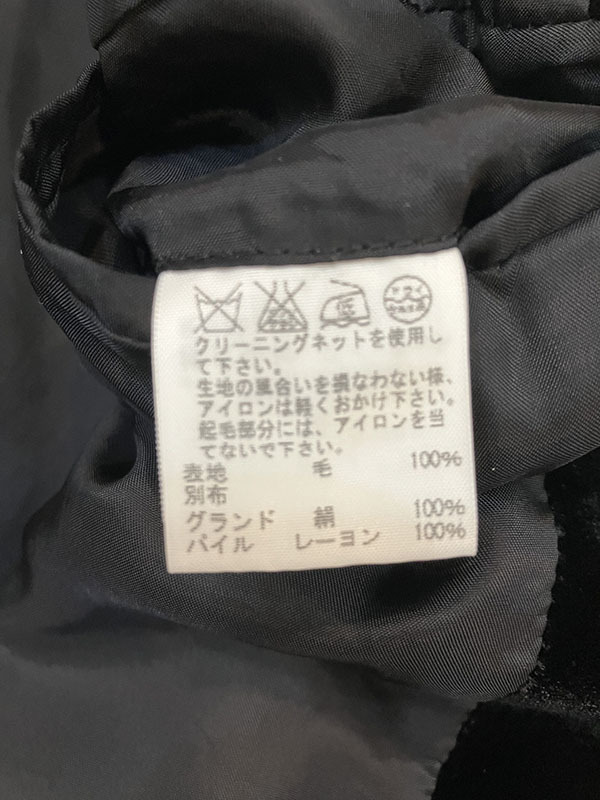 低 ドライ
クリーニングネットを使用し
て下さい。
生地の風合いを損なわない様、
アイロンは軽くおかけ下さい。
起毛部分には、アイロンを当
てないで下さい。
表地 毛 100%
別布
グランド 絹 100%
パイル レーヨン 100%